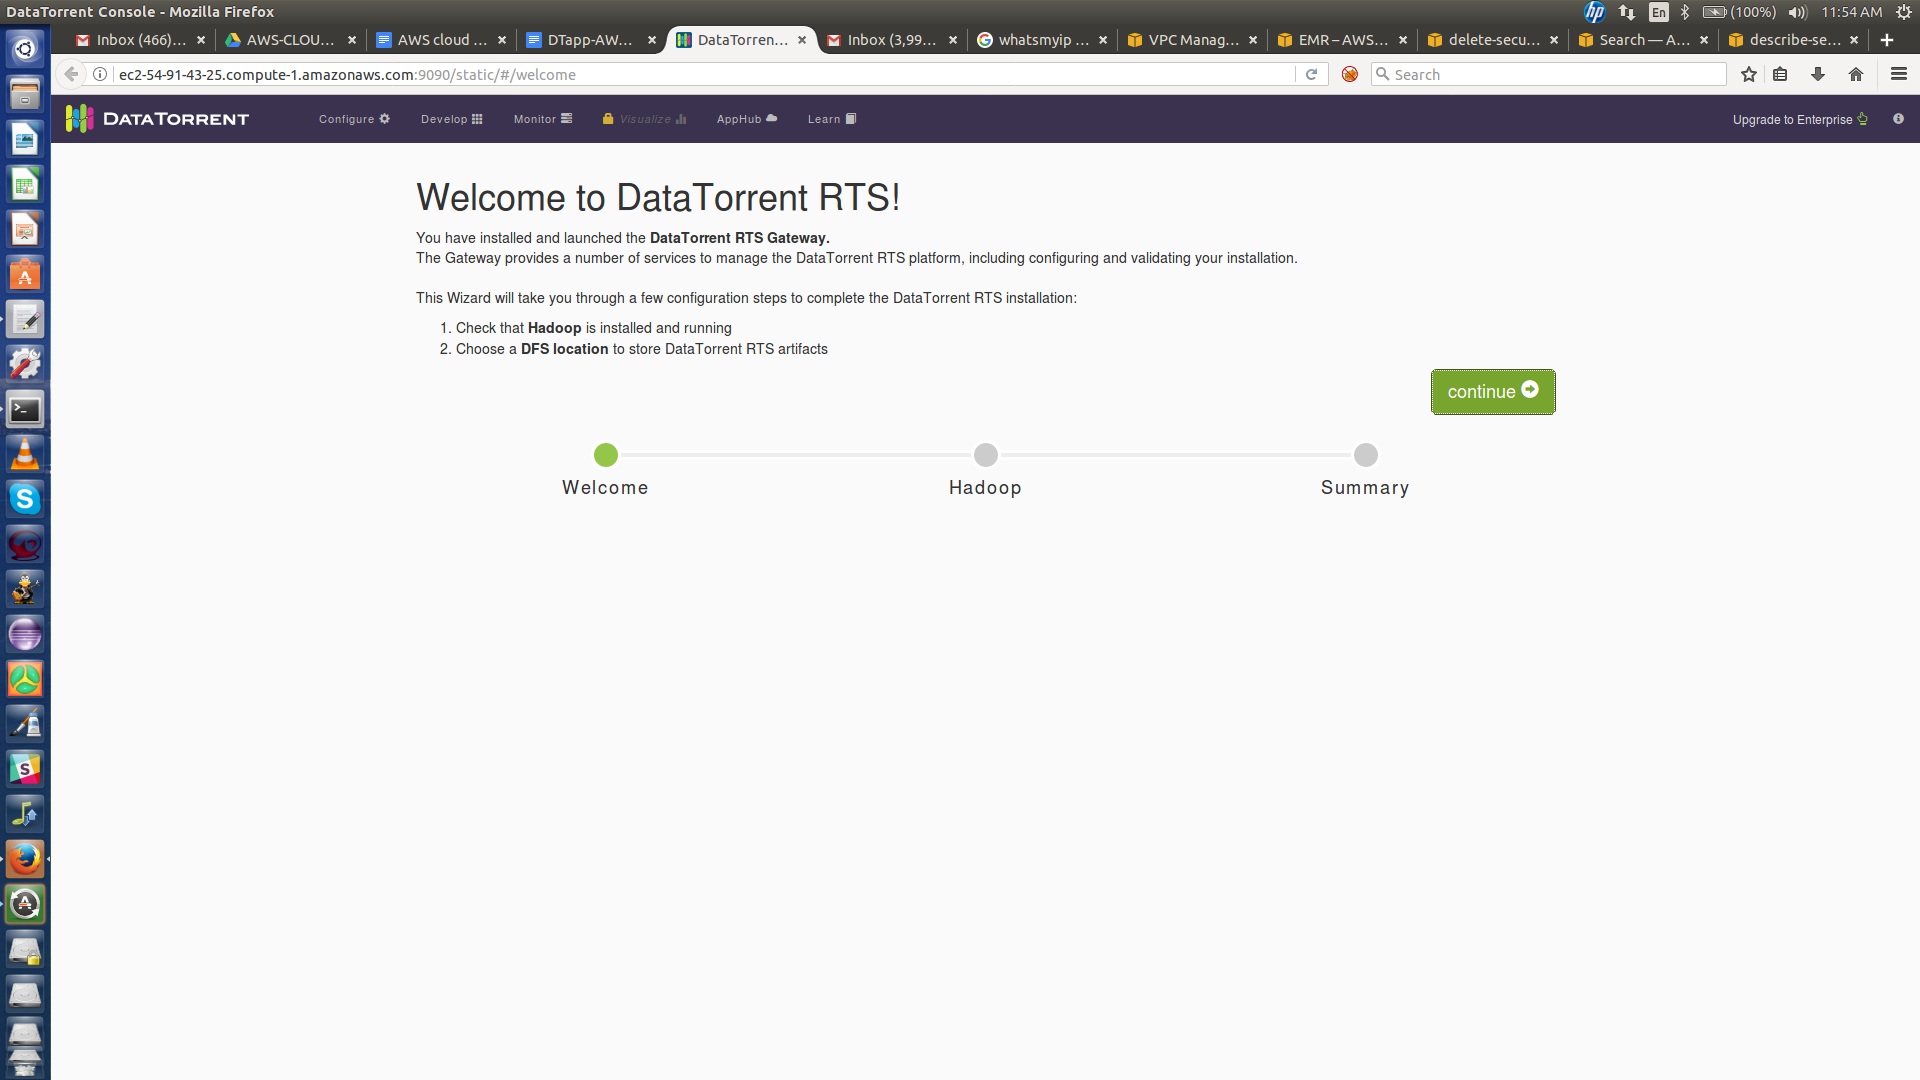 DataTorrent Console - Mozilla Firefox
hp En (100%) 11:54 AM
Inbox (466)... × AWS-CLOU... × AWS cloud ... × DTapp-AW... × DataTorren... × Inbox (3,99... × whatsmyip ... × VPC Manag... × EMR – AWS... × delete-secu... × Search — A... × describe-se... ×
ec2-54-91-43-25.compute-1.amazonaws.com:9090/static/#/welcome
Search
DATATORRENT Configure Develop Monitor Visualize AppHub Learn Upgrade to Enterprise
Welcome to DataTorrent RTS!
You have installed and launched the DataTorrent RTS Gateway.
The Gateway provides a number of services to manage the DataTorrent RTS platform, including configuring and validating your installation.
This Wizard will take you through a few configuration steps to complete the DataTorrent RTS installation:
1. Check that Hadoop is installed and running
2. Choose a DFS location to store DataTorrent RTS artifacts
continue
Welcome Hadoop Summary